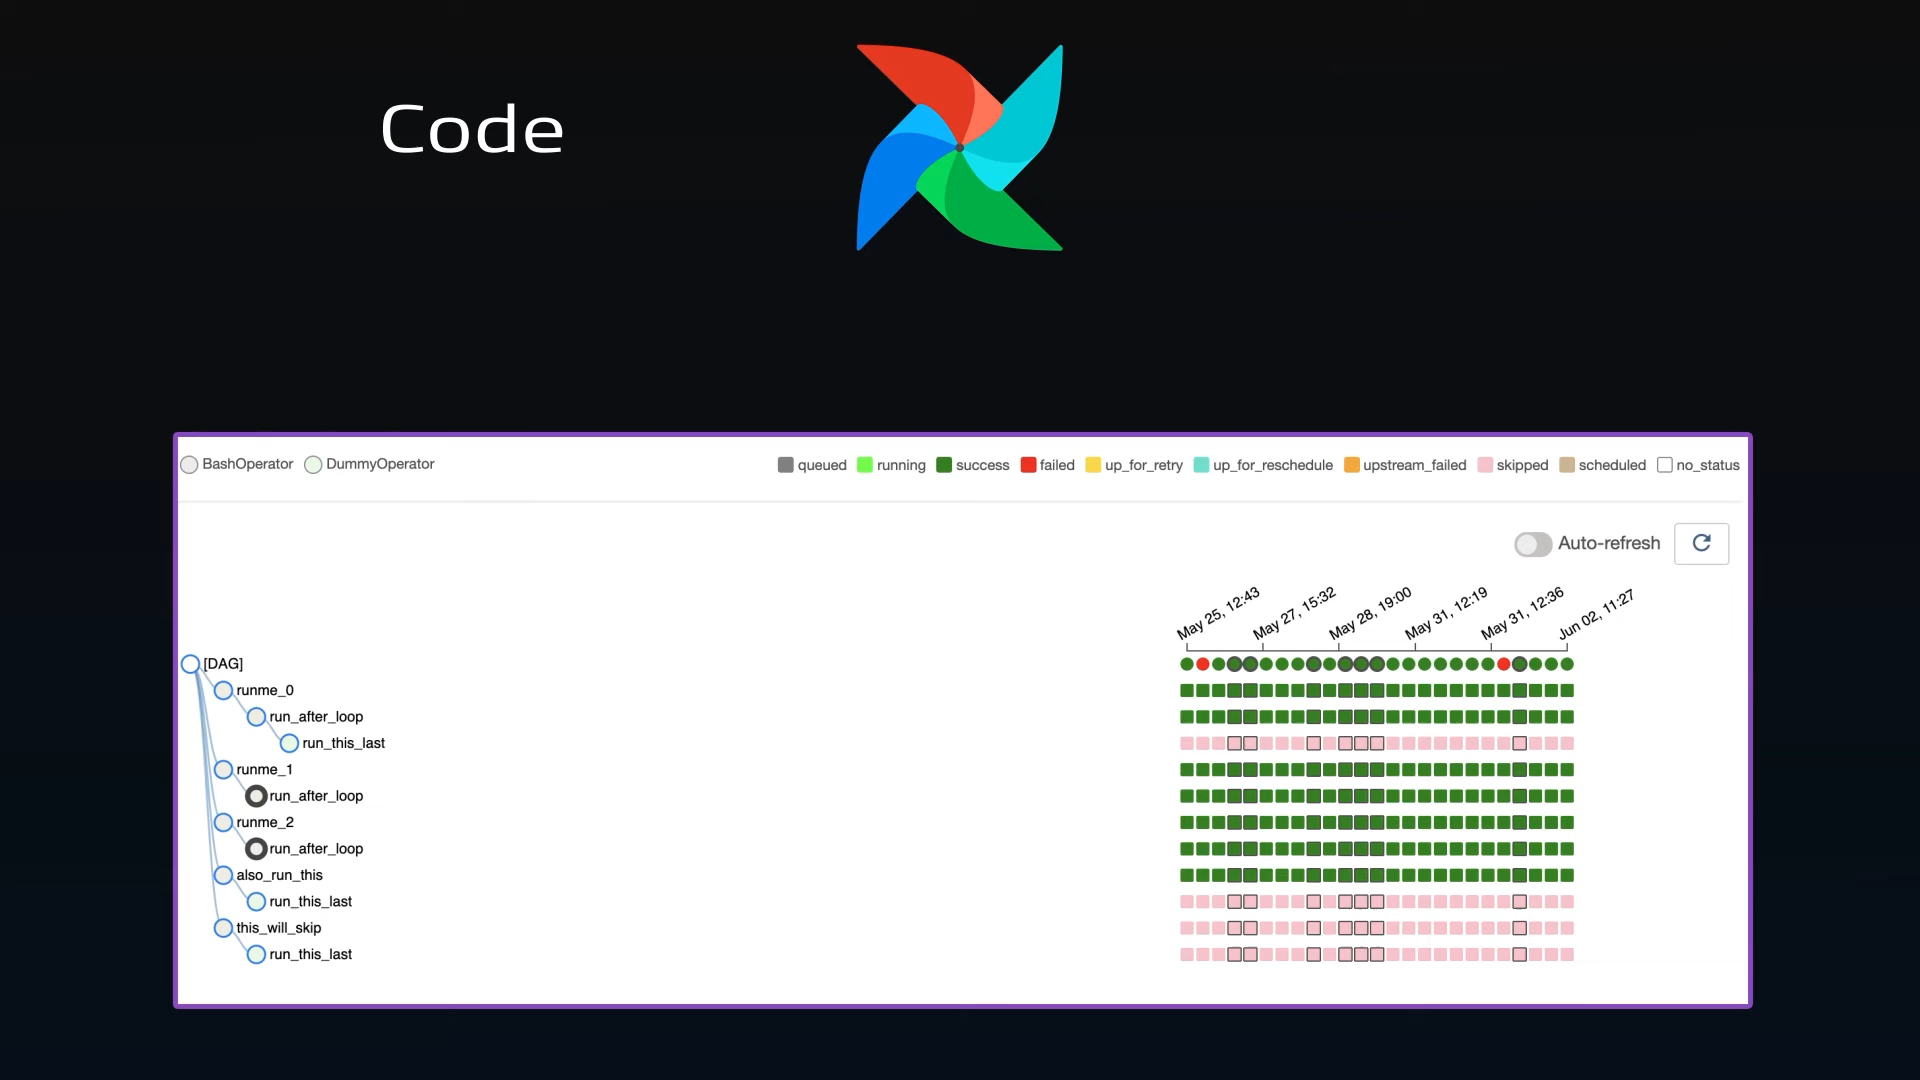 Code
BashOperator DummyOperator queued running success failed up_for_retry up_for_reschedule upstream_failed skipped scheduled no_status
Auto-refresh
May 25, 12:43 May 27, 15:32 May 28, 19:00 May 31, 12:19 May 31, 12:36 Jun 02, 11:27
[DAG]
runme_0
run_after_loop
run_this_last
runme_1
run_after_loop
runme_2
run_after_loop
also_run_this
run_this_last
this_will_skip
run_this_last